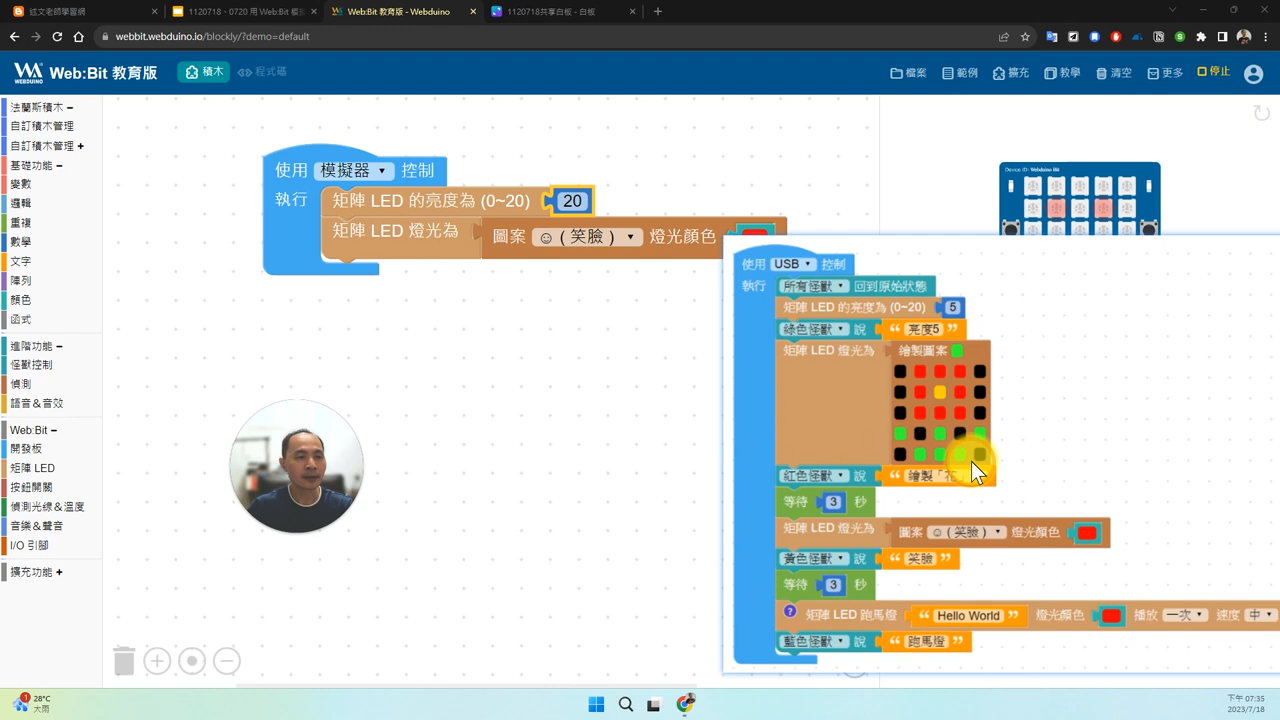 述文老師學習網
1120718、0720 用 Web:Bit 模
Web:Bit 教育版 - Webduino
1120718共享白板 - 白板
webbit.webduino.io/blockly/?demo=default
WEBDUINO
Web:Bit 教育版
積木
程式碼
檔案
範例
擴充
教學
清空
更多
停止
法蘭斯積木
自訂積木管理
自訂積木管理
基礎功能
變數
邏輯
重複
數學
文字
陣列
顏色
函式
進階功能
怪獸控制
偵測
語音&音效
Web:Bit
開發板
矩陣 LED
按鈕開關
偵測光線&溫度
音樂&聲音
I/O 引腳
擴充功能
使用 模擬器 控制
執行
矩陣 LED 的亮度為 (0~20) 20
矩陣 LED 燈光為 圖案 ☺ ( 笑臉 ) 燈光顏色
Device ID: Webduino Bit
使用 USB 控制
執行
所有怪獸 回到原始狀態
矩陣 LED 的亮度為 (0~20) 5
綠色怪獸 說 “ 亮度5 ”
矩陣 LED 燈光為 繪製圖案
紅色怪獸 說 “ 繪製「花
等待 3 秒
矩陣 LED 燈光為 圖案 ☺ ( 笑臉 ) 燈光顏色
黃色怪獸 說 “ 笑臉 ”
等待 3 秒
矩陣 LED 跑馬燈 “ Hello World ” 燈光顏色 播放 一次 速度 中
藍色怪獸 說 “ 跑馬燈 ”
1
28°C
大雨
下午 07:35
2023/7/18